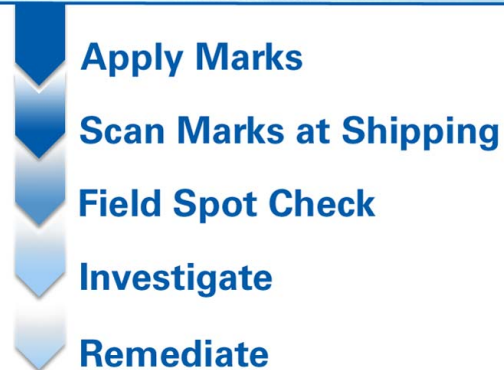 Apply Marks
Scan Marks at Shipping
Field Spot Check
Investigate
Remediate